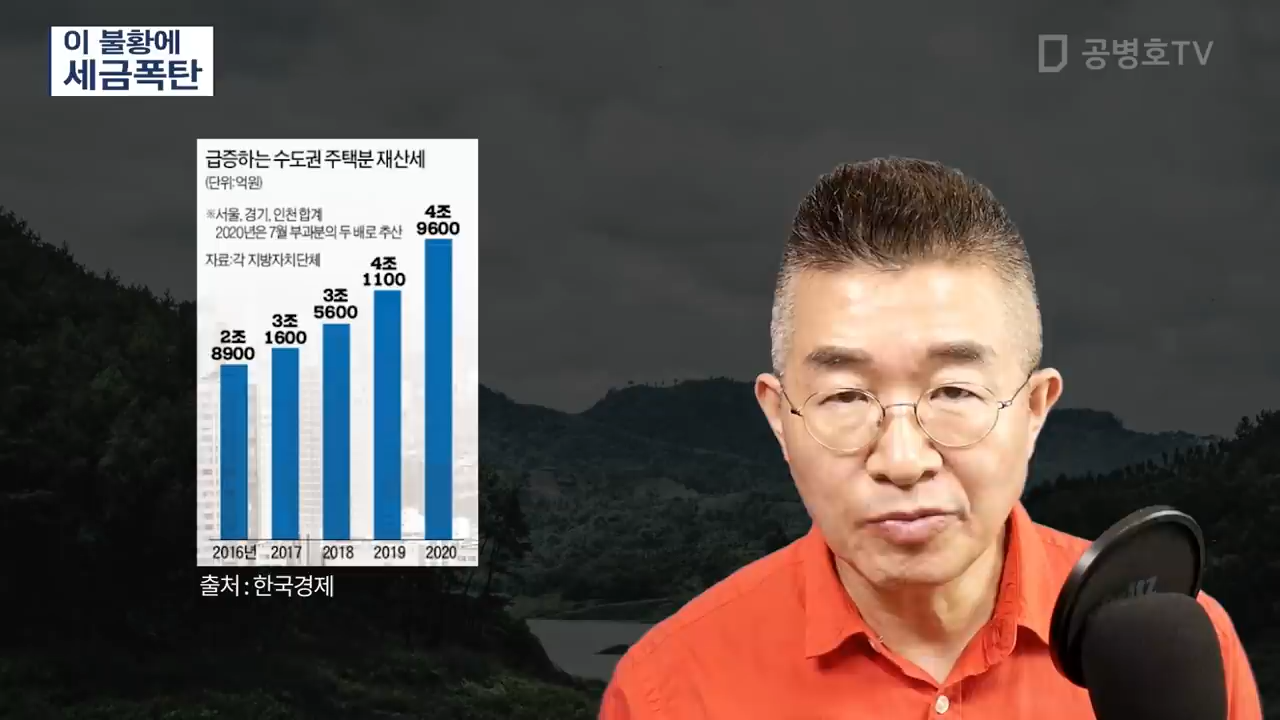 이 불황에
세금폭탄
공병호TV
급증하는 수도권 주택분 재산세
(단위:억원)
※서울, 경기, 인천 합계
2020년은 7월 부과분의 두 배로 추산
자료:각 지방자치단체
2조
8900
3조
1600
3조
5600
4조
1100
4조
9600
2016년 2017 2018 2019 2020
출처 : 한국경제